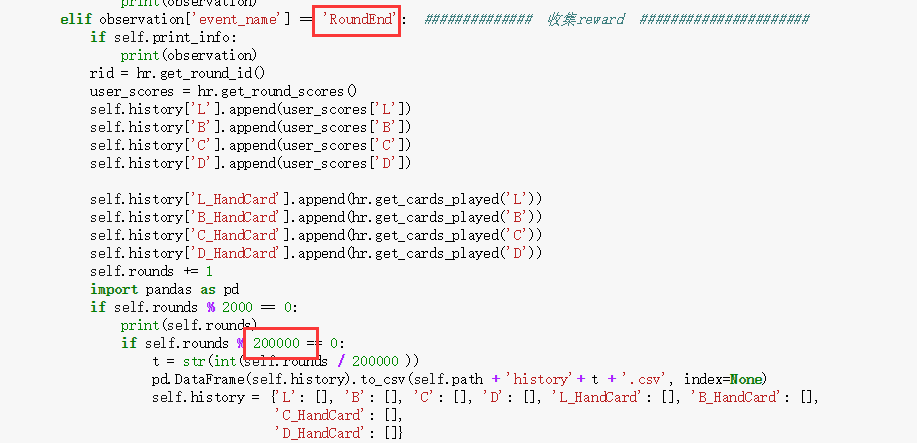 print(observation)
elif observation['event_name'] == 'RoundEnd': ############## 收集reward ######################
if self.print_info:
print(observation)
rid = hr.get_round_id()
user_scores = hr.get_round_scores()
self.history['L'].append(user_scores['L'])
self.history['B'].append(user_scores['B'])
self.history['C'].append(user_scores['C'])
self.history['D'].append(user_scores['D'])
self.history['L_HandCard'].append(hr.get_cards_played('L'))
self.history['B_HandCard'].append(hr.get_cards_played('B'))
self.history['C_HandCard'].append(hr.get_cards_played('C'))
self.history['D_HandCard'].append(hr.get_cards_played('D'))
self.rounds += 1
import pandas as pd
if self.rounds % 2000 == 0:
print(self.rounds)
if self.rounds % 200000 == 0:
t = str(int(self.rounds / 200000 ))
pd.DataFrame(self.history).to_csv(self.path +'history'+ t +'.csv', index=None)
self.history = {'L': [], 'B': [], 'C': [], 'D': [], 'L_HandCard': [], 'B_HandCard': [],
'C_HandCard': [],
'D_HandCard': []}